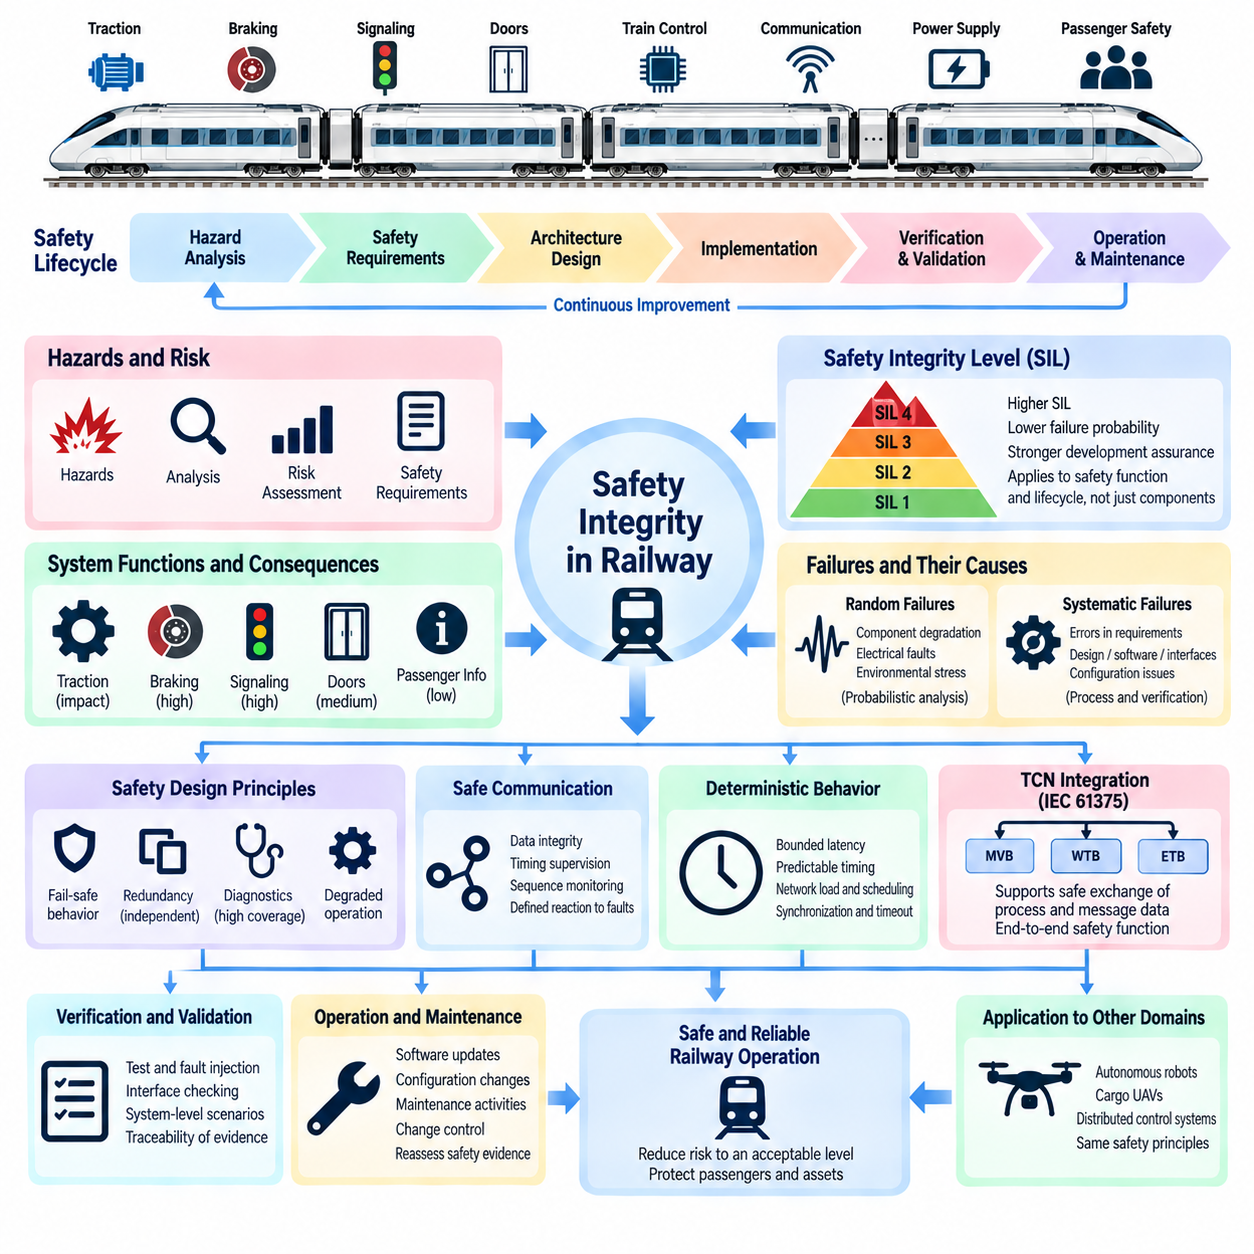 Traction
Braking
Signaling
Doors
Train Control
Communication
Power Supply
Passenger Safety
Safety
Lifecycle
Hazard
Analysis
Safety
Requirements
Architecture
Design
Implementation
Verification
& Validation
Operation
& Maintenance
Continuous Improvement
Hazards and Risk
Hazards
Analysis
Risk
Assessment
Safety
Requirements
Safety Integrity Level (SIL)
SIL 4
SIL 3
SIL 2
SIL 1
Higher SIL
Lower failure probability
Stronger development assurance
Applies to safety function
and lifecycle, not just components
Safety
Integrity
in Railway
System Functions and Consequences
Traction
(impact)
Braking
(high)
Signaling
(high)
Doors
(medium)
Passenger Info
(low)
Failures and Their Causes
Random Failures
Component degradation
Electrical faults
Environmental stress
(Probabilistic analysis)
Systematic Failures
Errors in requirements
Design / software / interfaces
Configuration issues
(Process and verification)
Safety Design Principles
Fail-safe
behavior
Redundancy
(independent)
Diagnostics
(high coverage)
Degraded
operation
Safe Communication
Data integrity
Timing supervision
Sequence monitoring
Defined reaction to faults
Deterministic Behavior
Bounded latency
Predictable timing
Network load and scheduling
Synchronization and timeout
TCN Integration
(IEC 61375)
MVB
WTB
ETB
Supports safe exchange of
process and message data
End-to-end safety function
Verification and Validation
Test and fault injection
Interface checking
System-level scenarios
Traceability of evidence
Operation and Maintenance
Software updates
Configuration changes
Maintenance activities
Change control
Reassess safety evidence
Safe and Reliable
Railway Operation
Reduce risk to an acceptable level
Protect passengers and assets
Application to Other Domains
Autonomous robots
Cargo UAVs
Distributed control systems
Same safety principles